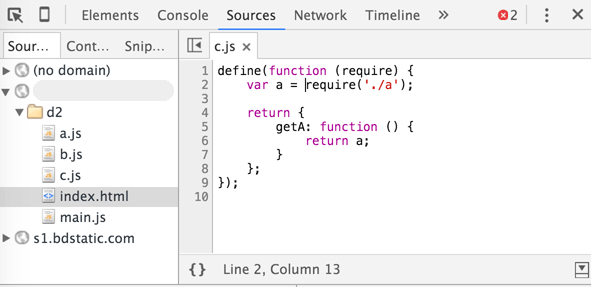 Elements Console Sources Network Timeline » 2
Sour... Cont... Snip... c.js ×
(no domain)
d2
a.js
b.js
c.js
index.html
main.js
s1.bdstatic.com
1 define(function (require) {
2     var a = require('./a');
3
4     return {
5         getA: function () {
6             return a;
7         }
8     };
9 });
10
{} Line 2, Column 13